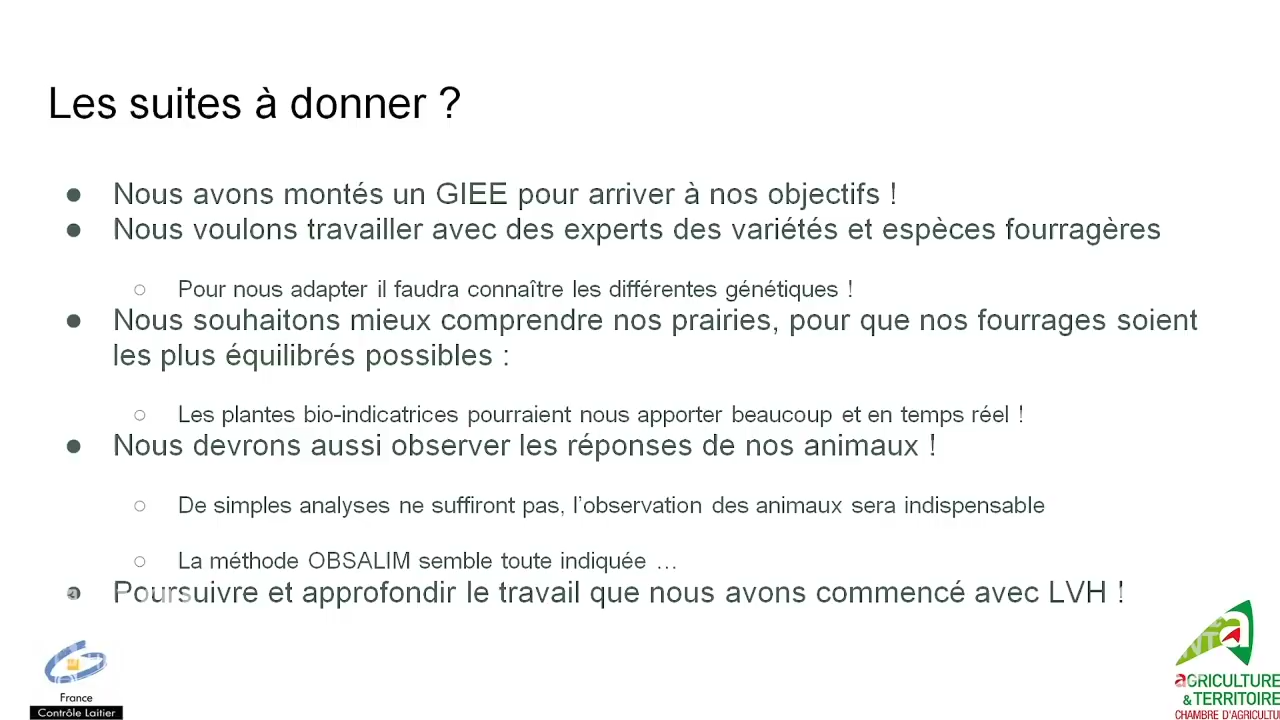 Les suites à donner ?
● Nous avons montés un GIEE pour arriver à nos objectifs !
● Nous voulons travailler avec des experts des variétés et espèces fourragères
○ Pour nous adapter il faudra connaître les différentes génétiques !
● Nous souhaitons mieux comprendre nos prairies, pour que nos fourrages soient
les plus équilibrés possibles :
○ Les plantes bio-indicatrices pourraient nous apporter beaucoup et en temps réel !
● Nous devrons aussi observer les réponses de nos animaux !
○ De simples analyses ne suffiront pas, l'observation des animaux sera indispensable
○ La méthode OBSALIM semble toute indiquée …
● Poursuivre et approfondir le travail que nous avons commencé avec LVH !
France
Contrôle Laitier
AGRICULTURE
& TERRITOIRE
CHAMBRE D'AGRICULTU